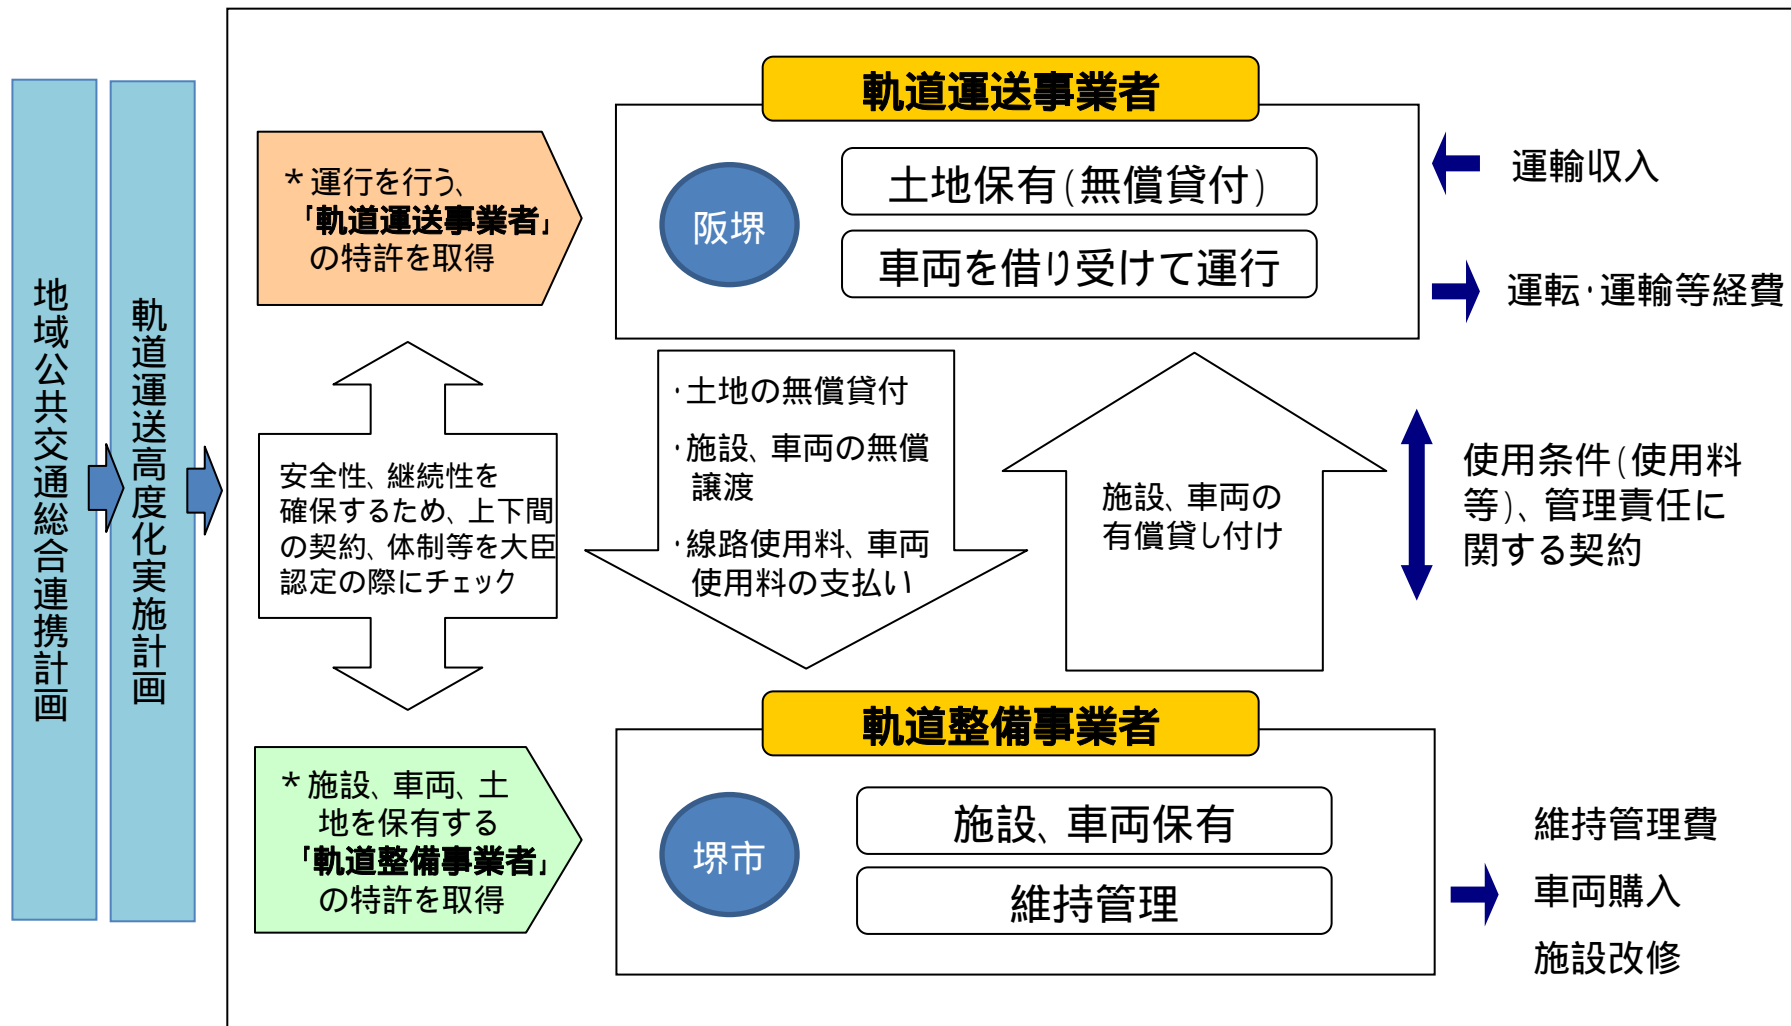 地域公共交通総合連携計画
軌道運送高度化実施計画
軌道運送事業者
*運行を行う、
「軌道運送事業者」
の特許を取得
阪堺
土地保有(無償貸付)
車両を借り受けて運行
運輸収入
運転・運輸等経費
安全性、継続性を
確保するため、上下間
の契約、体制等を大臣
認定の際にチェック
・土地の無償貸付
・施設、車両の無償
譲渡
・線路使用料、車両
使用料の支払い
施設、車両の
有償貸し付け
使用条件(使用料
等)、管理責任に
関する契約
軌道整備事業者
*施設、車両、土
地を保有する
「軌道整備事業者」
の特許を取得
堺市
施設、車両保有
維持管理
維持管理費
車両購入
施設改修